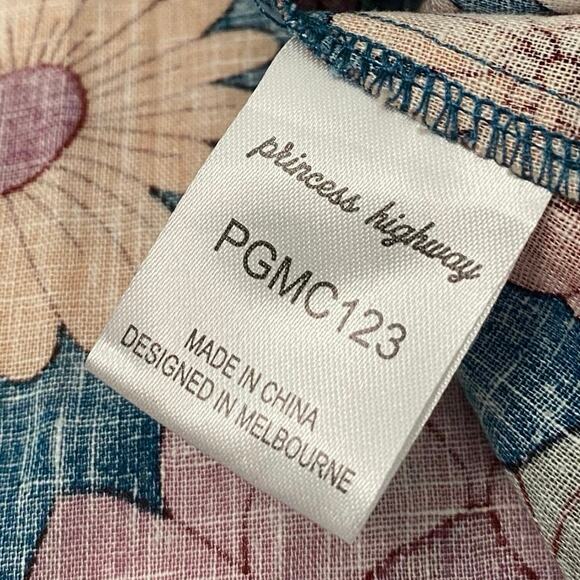 princess highway
PGMC123
MADE IN CHINA
DESIGNED IN MELBOURNE